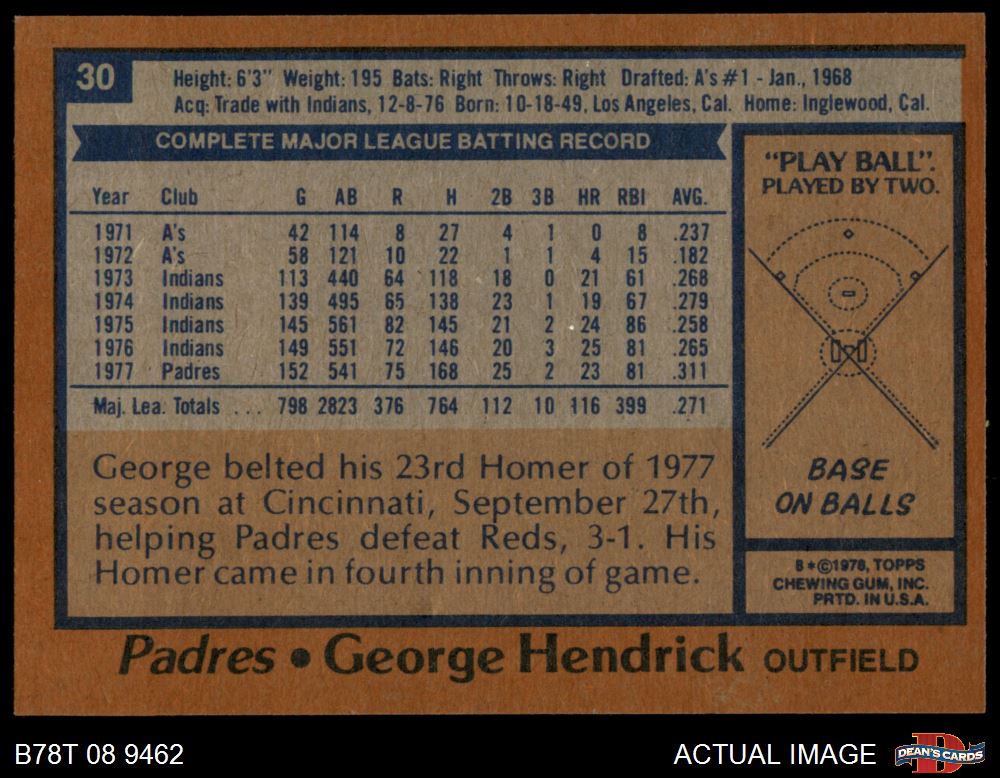 30
Height: 6'3" Weight: 195 Bats: Right Throws: Right Drafted: A's #1 - Jan., 1968
Acq: Trade with Indians, 12-8-76 Born: 10-18-49, Los Angeles, Cal. Home: Inglewood, Cal.
COMPLETE MAJOR LEAGUE BATTING RECORD
Year Club G AB R H 2B 3B HR RBI AVG.
1971 A's 42 114 8 27 4 1 0 8 .237
1972 A's 58 121 10 22 1 1 4 15 .182
1973 Indians 113 440 64 118 18 0 21 61 .268
1974 Indians 139 495 65 138 23 1 19 67 .279
1975 Indians 145 561 82 145 21 2 24 86 .258
1976 Indians 149 551 72 146 20 3 25 81 .265
1977 Padres 152 541 75 168 25 2 23 81 .311
Maj. Lea. Totals . . . 798 2823 376 764 112 10 116 399 .271
George belted his 23rd Homer of 1977
season at Cincinnati, September 27th,
helping Padres defeat Reds, 3-1. His
Homer came in fourth inning of game.
"PLAY BALL".
PLAYED BY TWO.
BASE
ON BALLS
B*©1978, TOPPS
CHEWING GUM, INC.
PRTD. IN U.S.A.
Padres • George Hendrick OUTFIELD
B78T 08 9462
ACTUAL IMAGE
DEAN'S CARDS